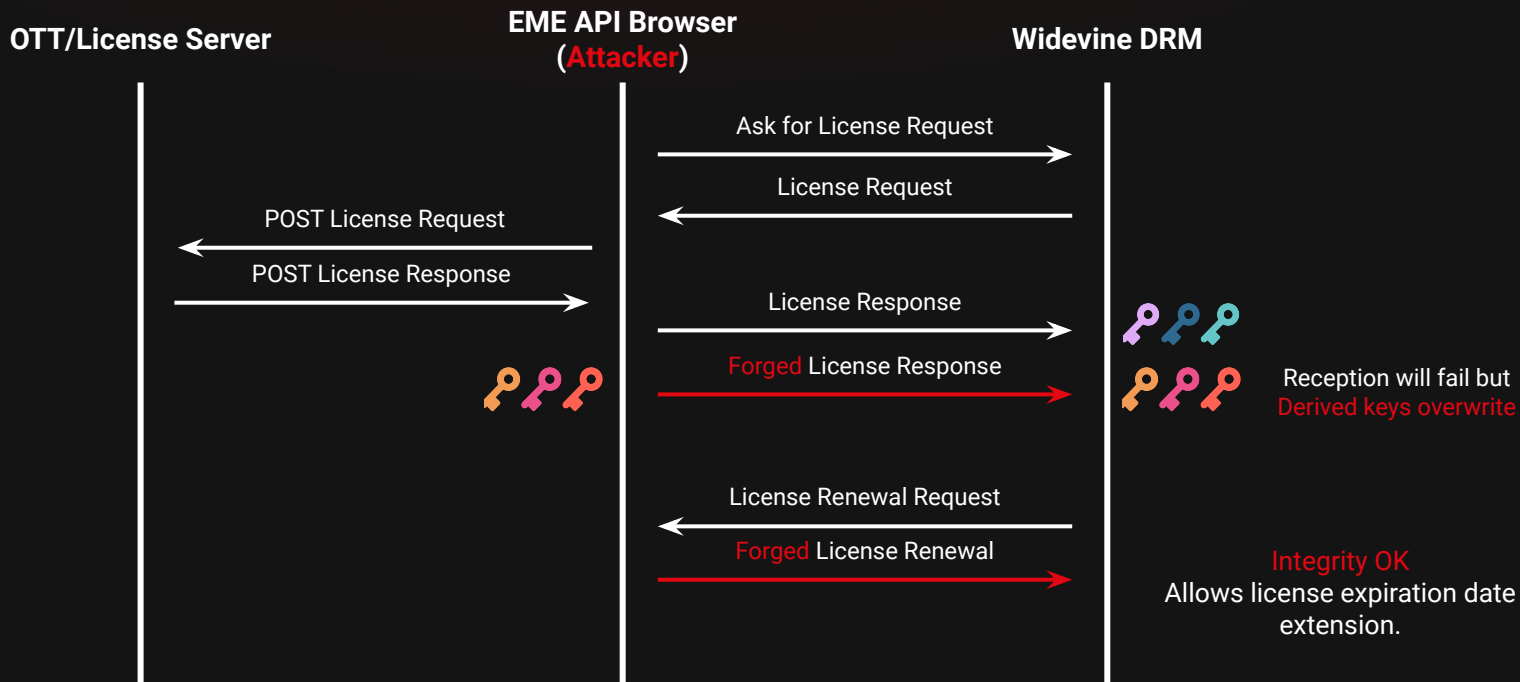 OTT/License Server
EME API Browser
(Attacker)
Widevine DRM
Ask for License Request
License Request
POST License Request
POST License Response
License Response
Forged License Response
Reception will fail but
Derived keys overwrite
License Renewal Request
Forged License Renewal
Integrity OK
Allows license expiration date
extension.